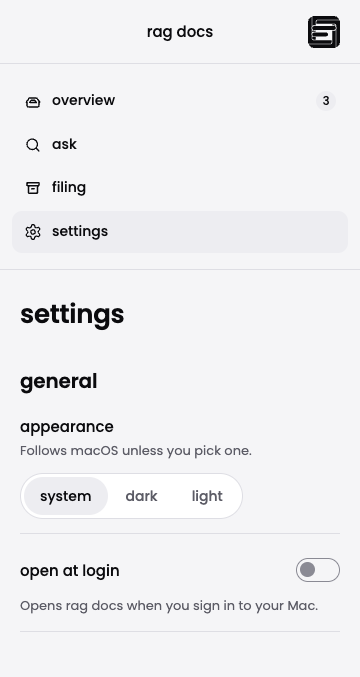 rag docs
overview
3
ask
filing
settings
settings
general
appearance
Follows macOS unless you pick one.
system dark light
open at login
Opens rag docs when you sign in to your Mac.